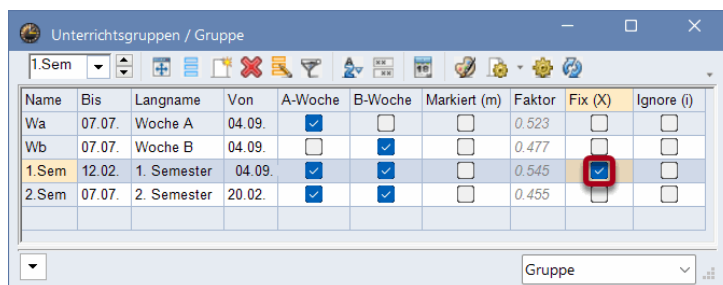 Unterrichtsgruppen / Gruppe
1.Sem
Name Bis Langname Von A-Woche B-Woche Markiert (m) Faktor Fix (X) Ignore (i)
Wa 07.07. Woche A 04.09. 0.523
Wb 07.07. Woche B 04.09. 0.477
1.Sem 12.02. 1. Semester 04.09. 0.545
2.Sem 07.07. 2. Semester 20.02. 0.455
Gruppe